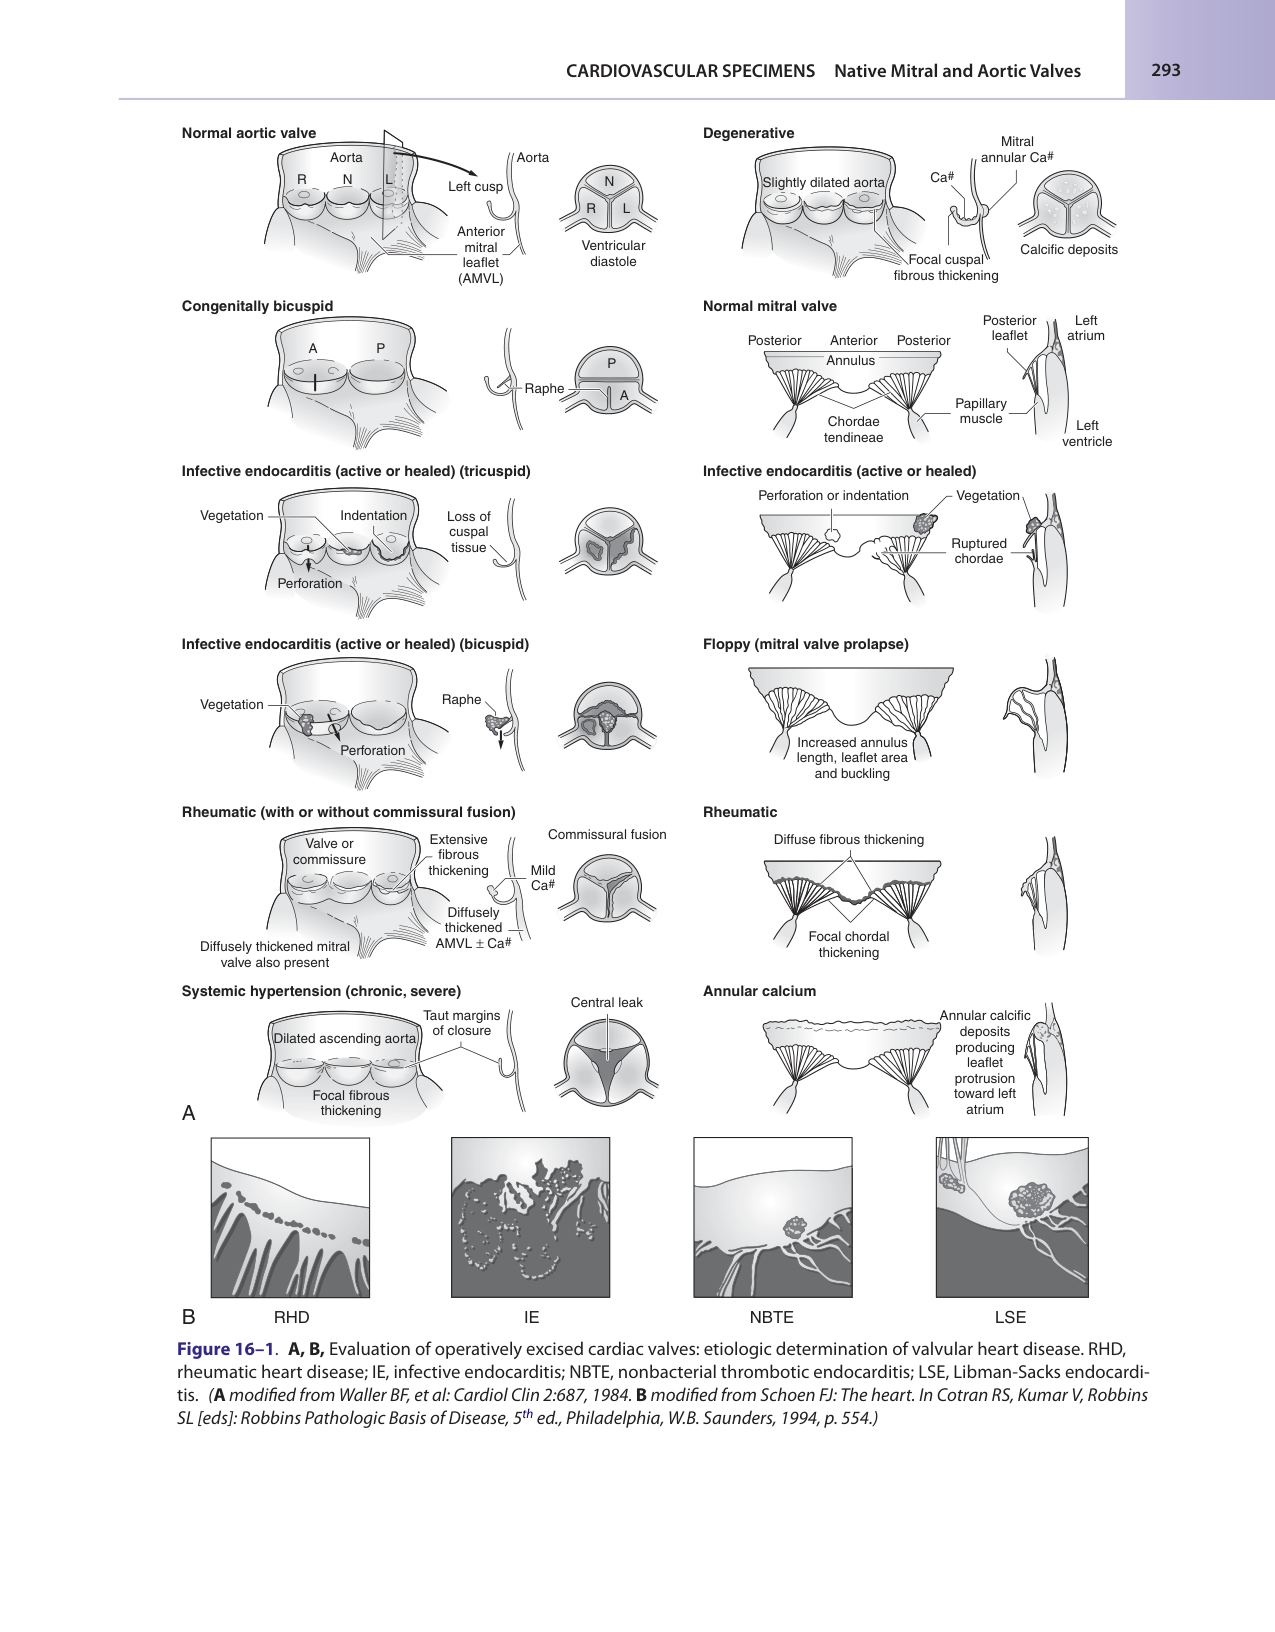 CARDIOVASCULAR SPECIMENS Native Mitral and Aortic Valves 293
Normal aortic valve
Aorta
R N L
Left cusp
Aorta
Anterior
mitral
leaflet
(AMVL)
N
R L
Ventricular
diastole
Congenitally bicuspid
A P
Raphe
P
A
Infective endocarditis (active or healed) (tricuspid)
Vegetation
Indentation
Perforation
Loss of
cuspal
tissue
Infective endocarditis (active or healed) (bicuspid)
Vegetation
Perforation
Raphe
Rheumatic (with or without commissural fusion)
Valve or
commissure
Extensive
fibrous
thickening
Commissural fusion
Mild
Ca#
Diffusely
thickened
AMVL ± Ca#
Diffusely thickened mitral
valve also present
Systemic hypertension (chronic, severe)
Dilated ascending aorta
Taut margins
of closure
Central leak
Focal fibrous
thickening
Degenerative
Slightly dilated aorta
Ca#
Mitral
annular Ca#
Focal cuspal
fibrous thickening
Calcific deposits
Normal mitral valve
Posterior Anterior Posterior
Annulus
Chordae
tendineae
Papillary
muscle
Posterior
leaflet
Left
atrium
Left
ventricle
Infective endocarditis (active or healed)
Perforation or indentation
Vegetation
Ruptured
chordae
Floppy (mitral valve prolapse)
Increased annulus
length, leaflet area
and buckling
Rheumatic
Diffuse fibrous thickening
Focal chordal
thickening
Annular calcium
Annular calcific
deposits
producing
leaflet
protrusion
toward left
atrium
A
B RHD IE NBTE LSE
Figure 16–1. A, B, Evaluation of operatively excised cardiac valves: etiologic determination of valvular heart disease. RHD,
rheumatic heart disease; IE, infective endocarditis; NBTE, nonbacterial thrombotic endocarditis; LSE, Libman-Sacks endocardi-
tis. (A modified from Waller BF, et al: Cardiol Clin 2:687, 1984. B modified from Schoen FJ: The heart. In Cotran RS, Kumar V, Robbins
SL [eds]: Robbins Pathologic Basis of Disease, 5th ed., Philadelphia, W.B. Saunders, 1994, p. 554.)